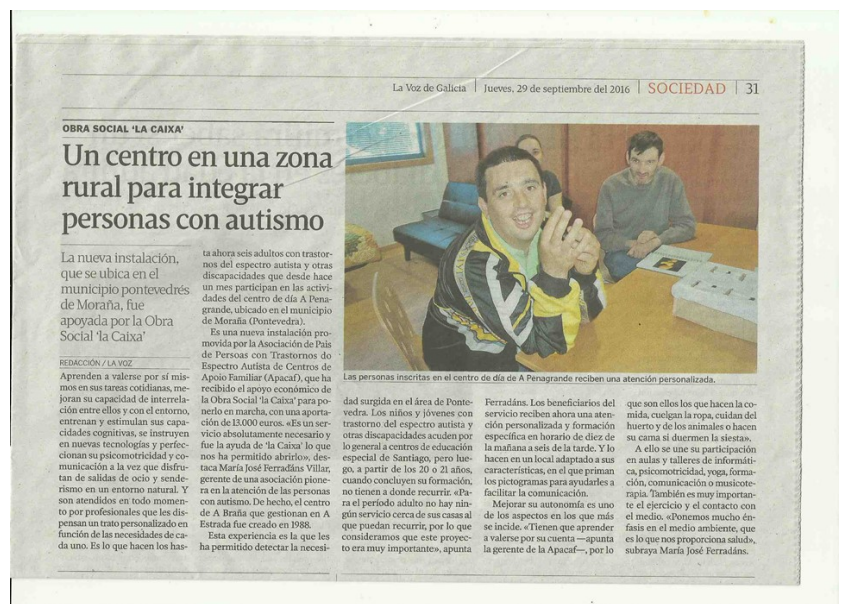 La Voz de Galicia | Jueves, 29 de septiembre del 2016 | SOCIEDAD | 31
OBRA SOCIAL 'LA CAIXA'
Un centro en una zona
rural para integrar
personas con autismo
La nueva instalación,
que se ubica en el
municipio pontevedrés
de Moraña, fue
apoyada por la Obra
Social 'la Caixa'
REDACCIÓN / LA VOZ
Aprenden a valerse por sí mis-
mos en sus tareas cotidianas, me-
joran su capacidad de interrela-
ción entre ellos y con el entorno,
entrenan y estimulan sus capa-
cidades cognitivas, se instruyen
en nuevas tecnologías y perfec-
cionan su psicomotricidad y co-
municación a la vez que disfru-
tan de salidas de ocio y sende-
rismo en un entorno natural. Y
son atendidos en todo momen-
to por profesionales que les dis-
pensan un trato personalizado en
función de las necesidades de ca-
da uno. Es lo que hacen los has-
ta ahora seis adultos con trastor-
nos del espectro autista y otras
discapacidades que desde hace
un mes participan en las activi-
dades del centro de día A Pena-
grande, ubicado en el municipio
de Moraña (Pontevedra).
Es una nueva instalación pro-
movida por la Asociación de Pais
de Persoas con Trastornos do
Espectro Autista de Centros de
Apoio Familiar (Apacaf), que ha
recibido el apoyo económico de
la Obra Social 'la Caixa' para po-
nerlo en marcha, con una aporta-
ción de 13.000 euros. «Es un ser-
vicio absolutamente necesario y
fue la ayuda de 'la Caixa' lo que
nos ha permitido abrirlo», des-
taca María José Ferradáns Villar,
gerente de una asociación pione-
ra en la atención de las personas
con autismo. De hecho, el centro
de A Braña que gestionan en A
Estrada fue creado en 1988.
Esta experiencia es la que les
ha permitido detectar la necesi-
Las personas inscritas en el centro de día de A Penagrande reciben una atención personalizada.
dad surgida en el área de Ponte-
vedra. Los niños y jóvenes con
trastorno del espectro autista y
otras discapacidades acuden por
lo general a centros de educación
especial de Santiago, pero lue-
go, a partir de los 20 o 21 años,
cuando concluyen su formación,
no tienen a donde recurrir. «Pa-
ra el período adulto no hay nin-
gún servicio cerca de sus casas al
que puedan recurrir, por lo que
consideramos que este proyec-
to era muy importante», apunta
Ferradáns. Los beneficiarios del
servicio reciben ahora una aten-
ción personalizada y formación
específica en horario de diez de
la mañana a seis de la tarde. Y lo
hacen en un local adaptado a sus
características, en el que priman
los pictogramas para ayudarles a
facilitar la comunicación.
Mejorar su autonomía es uno
de los aspectos en los que más
se incide. «Tienen que aprender
a valerse por su cuenta —apunta
la gerente de la Apacaf—, por lo
que son ellos los que hacen la co-
mida, cuelgan la ropa, cuidan del
huerto y de los animales o hacen
su cama si duermen la siesta».
A ello se une su participación
en aulas y talleres de informáti-
ca, psicomotricidad, yoga, forma-
ción, comunicación o musicote-
rapia. También es muy importan-
te el ejercicio y el contacto con
el medio. «Ponemos mucho én-
fasis en el medio ambiente, que
es lo que nos proporciona salud»,
subraya María José Ferradáns.